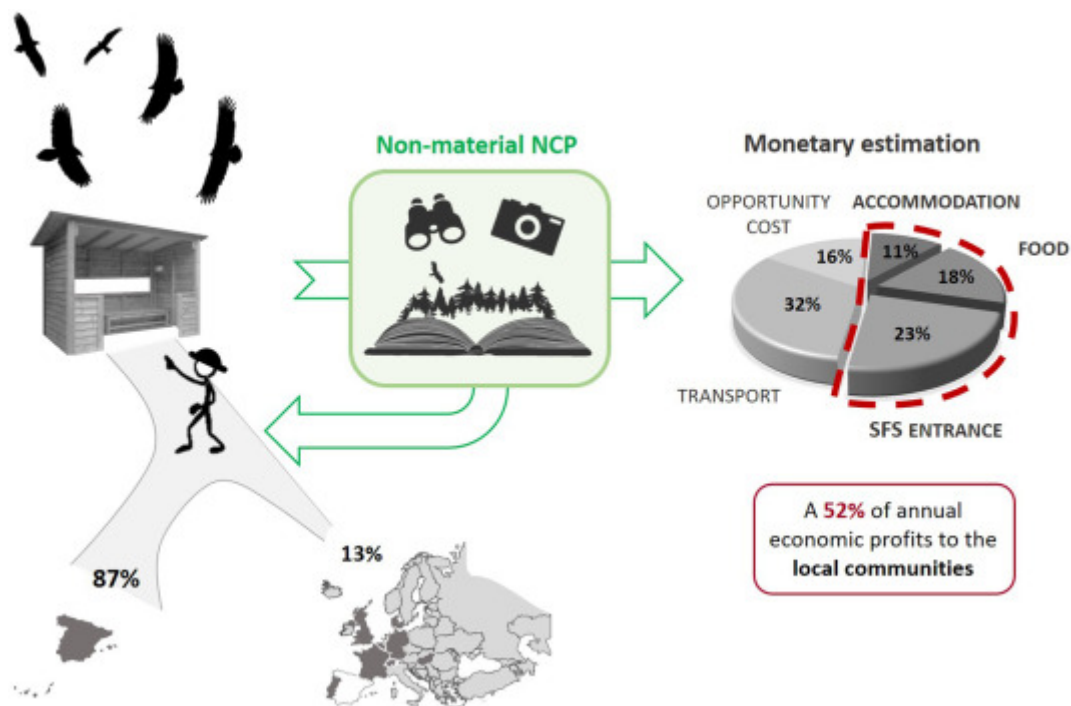 Non-material NCP
Monetary estimation
OPPORTUNITY
COST
ACCOMMODATION
FOOD
16%
11%
18%
32%
23%
TRANSPORT
SFS ENTRANCE
A 52% of annual
economic profits to the
local communities
87%
13%